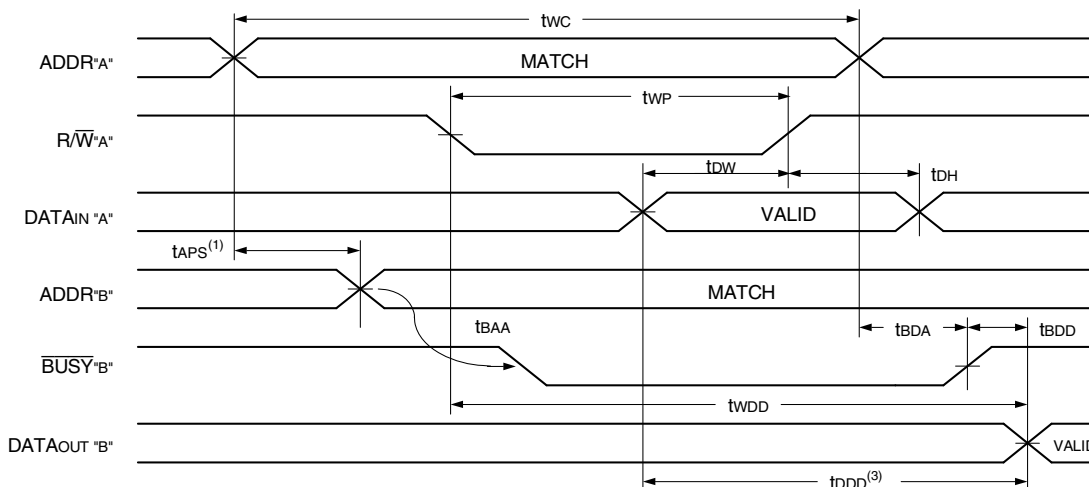 tWC
ADDR"A" MATCH
tWP
R/W̅"A"
tDW tDH
DATAIN "A" VALID
tAPS(1)
ADDR"B" MATCH
tBAA tBDA tBDD
B̅U̅S̅Y̅"B"
tWDD
DATAOUT "B" VALID
tDDD(3)